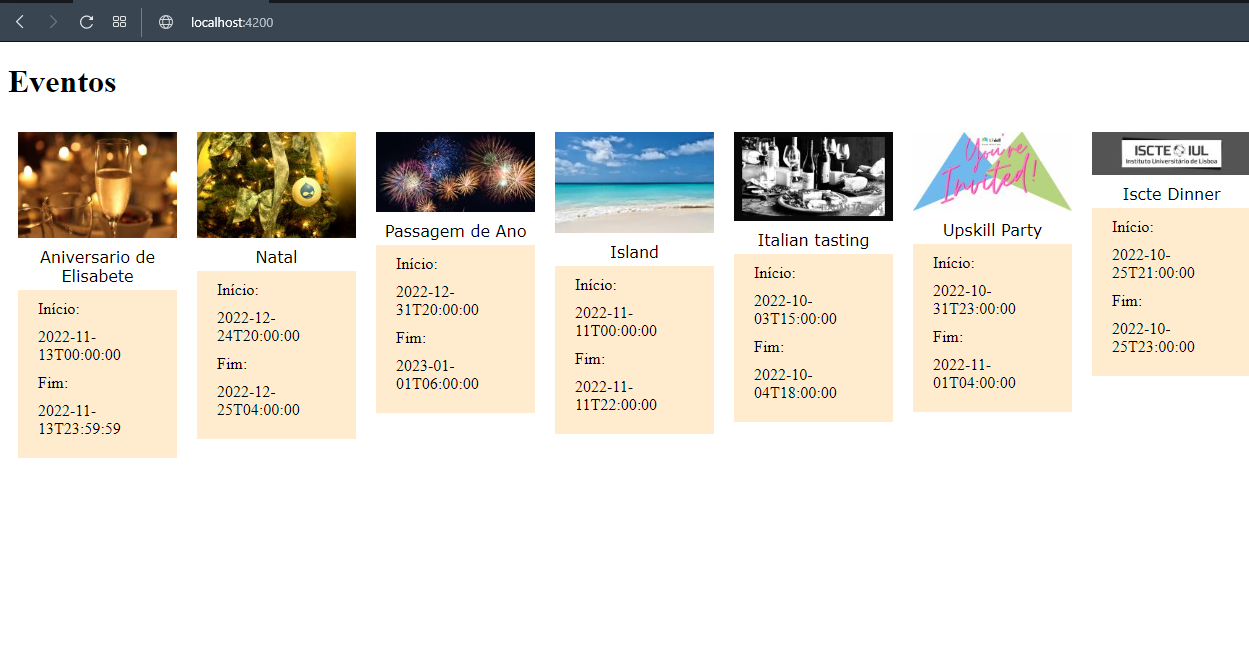 localhost:4200
Eventos
Aniversario de
Elisabete
Início:
2022-11-
13T00:00:00
Fim:
2022-11-
13T23:59:59
Natal
Início:
2022-12-
24T20:00:00
Fim:
2022-12-
25T04:00:00
Passagem de Ano
Início:
2022-12-
31T20:00:00
Fim:
2023-01-
01T06:00:00
Island
Início:
2022-11-
11T00:00:00
Fim:
2022-11-
11T22:00:00
ITALIAN TASTING
Italian tasting
Início:
2022-10-
03T15:00:00
Fim:
2022-10-
04T18:00:00
You're
Invited!
Upskill Party
Início:
2022-10-
31T23:00:00
Fim:
2022-11-
01T04:00:00
ISCTE IUL
Instituto Universitário de Lisboa
Iscte Dinner
Início:
2022-10-
25T21:00:00
Fim:
2022-10-
25T23:00:00